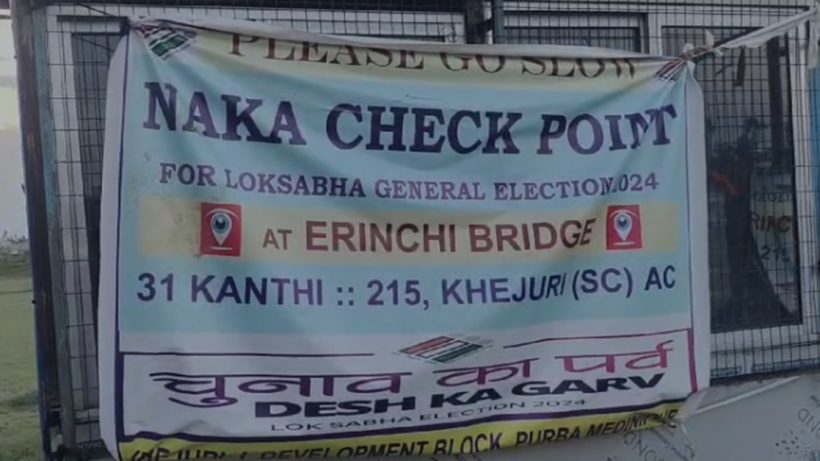 PLEASE GO SLOW
NAKA CHECK POINT
FOR LOKSABHA GENERAL ELECTION 2024
AT ERINCHI BRIDGE
31 KANTHI :: 215, KHEJURI (SC) AC
चुनाव का पर्व
DESH KA GARV
LOK SABHA ELECTION 2024
DEVELOPMENT BLOCK, PURBA MEDINIPUR